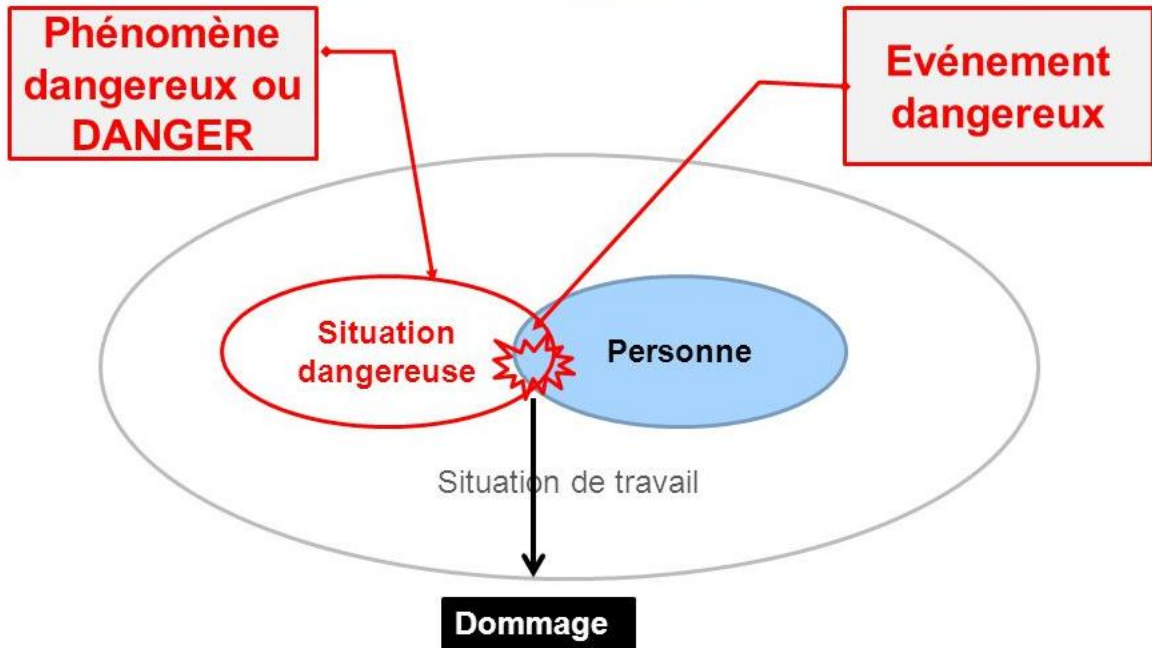 Phénomène
dangereux ou
DANGER
Evénement
dangereux
Situation
dangereuse
Personne
Situation de travail
Dommage